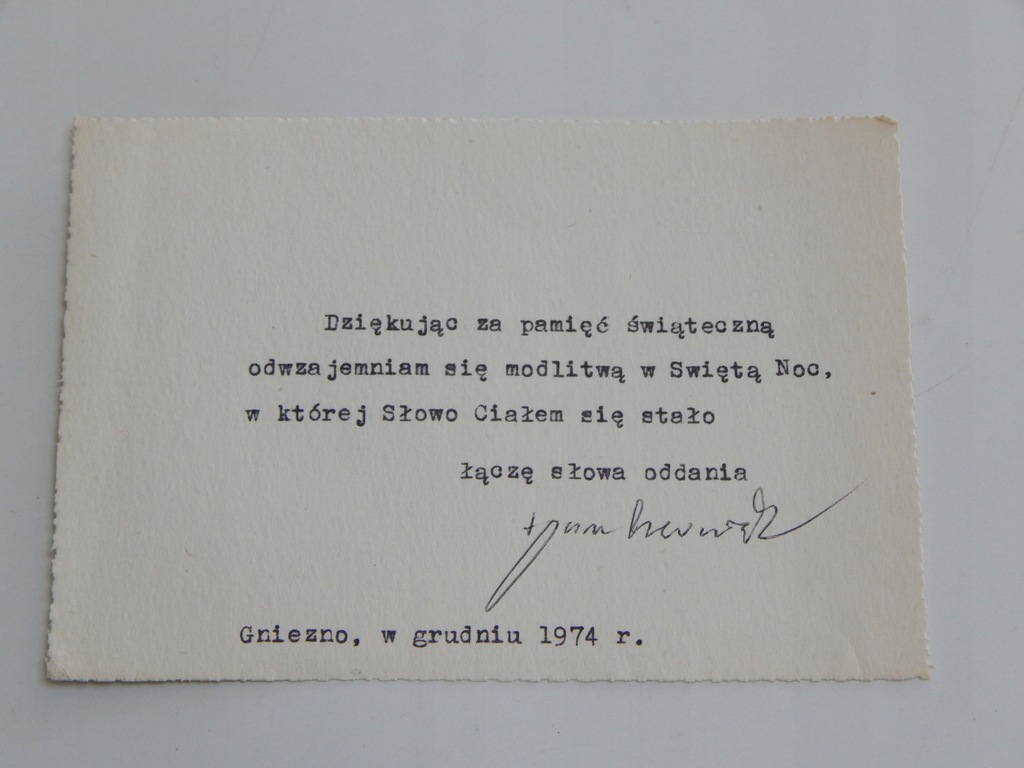 Dziękując za pamięć świąteczną
odwzajemniam się modlitwą w Swiętą Noc,
w której Słowo Ciałem się stało
łączę słowa oddania
+ Jan
Gniezno, w grudniu 1974 r.